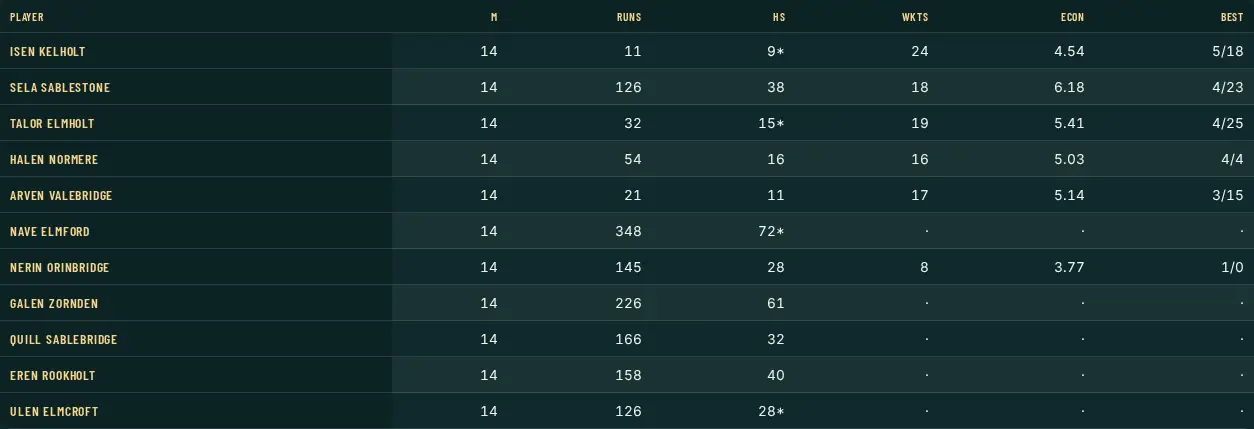 PLAYER M RUNS HS WKTS ECON BEST
ISEN KELHOLT 14 11 9* 24 4.54 5/18
SELA SABLESTONE 14 126 38 18 6.18 4/23
TALOR ELMHOLT 14 32 15* 19 5.41 4/25
HALEN NORMERE 14 54 16 16 5.03 4/4
ARVEN VALEBRIDGE 14 21 11 17 5.14 3/15
NAVE ELMFORD 14 348 72* · · ·
NERIN ORINBRIDGE 14 145 28 8 3.77 1/0
GALEN ZORNDEN 14 226 61 · · ·
QUILL SABLEBRIDGE 14 166 32 · · ·
EREN ROOKHOLT 14 158 40 · · ·
ULEN ELMCROFT 14 126 28* · · ·